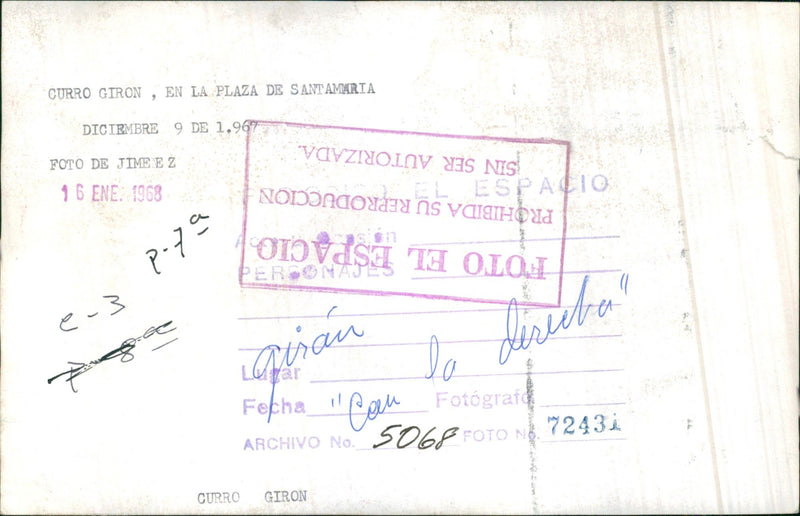 CURRO GIRON , EN LA PLAZA DE SANTAMARIA
DICIEMBRE 9 DE 1.967
FOTO DE JIMEEZ
16 ENE. 1968
FOTO EL ESPACIO
PROHIBIDA SU REPRODUCCION
SIN SER AUTORIZADA.
EL ESPACIO
PERSONAJES
p-7a
e-3
girán
"Con la derecha"
Lugar
Fecha
Fotógrafo
ARCHIVO No. 5068 FOTO No. 72431
CURRO GIRON